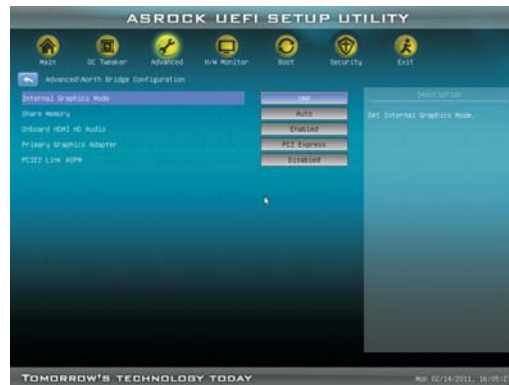 ASROCK UEFI SETUP UTILITY
Main OC Tweaker Advanced H/W Monitor Boot Security Exit
Advanced\North Bridge Configuration
Description
Internal Graphics Mode UMA
Set Internal Graphics Mode.
Share Memory Auto
Onboard HDMI HD Audio Enabled
Primary Graphics Adapter PCI Express
PCIE2 Link ASPM Disabled
TOMORROW'S TECHNOLOGY TODAY
Mon 02/14/2011,